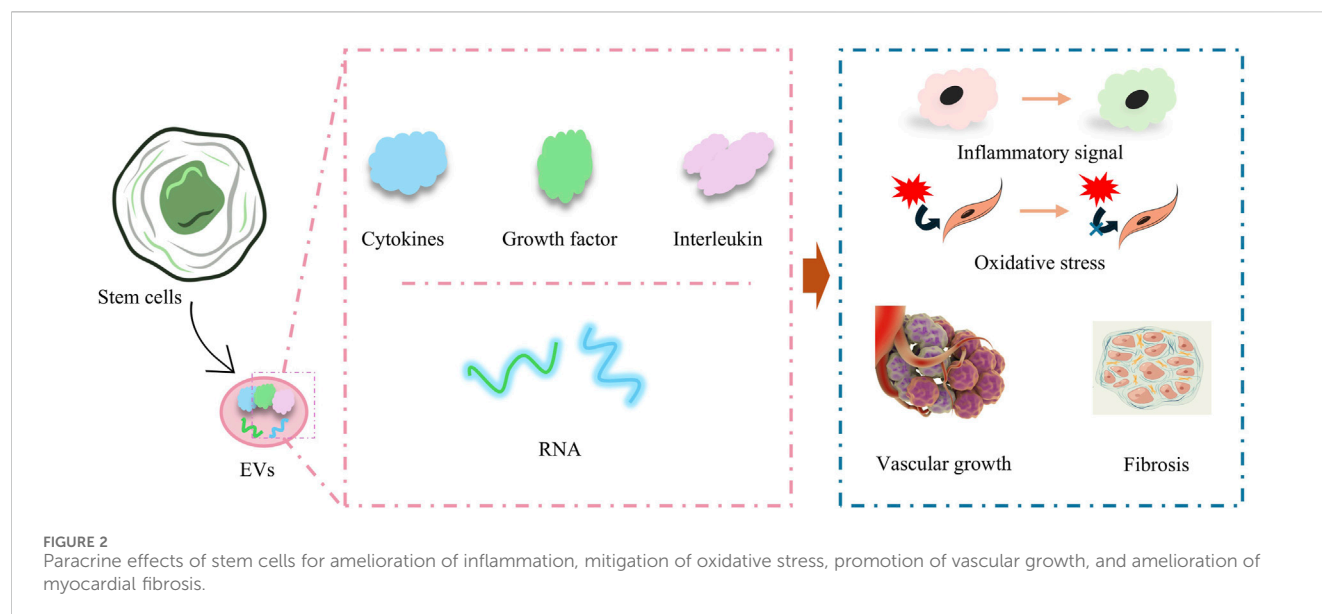 Stem cells
EVs
Cytokines
Growth factor
Interleukin
RNA
Inflammatory signal
Oxidative stress
Vascular growth
Fibrosis
FIGURE 2
Paracrine effects of stem cells for amelioration of inflammation, mitigation of oxidative stress, promotion of vascular growth, and amelioration of
myocardial fibrosis.